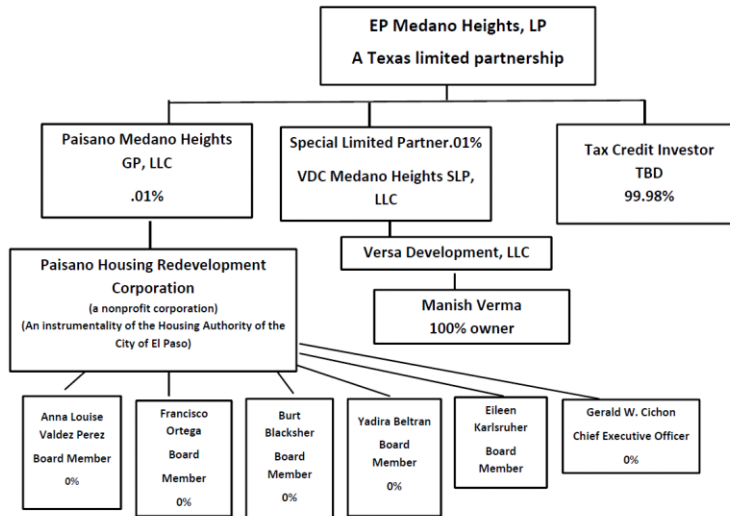 EP Medano Heights, LP
A Texas limited partnership
Paisano Medano Heights
GP, LLC
.01%
Special Limited Partner.01%
VDC Medano Heights SLP,
LLC
Tax Credit Investor
TBD
99.98%
Paisano Housing Redevelopment
Corporation
(a nonprofit corporation)
(An instrumentality of the Housing Authority of the
City of El Paso)
Versa Development, LLC
Manish Verma
100% owner
Anna Louise
Valdez Perez
Board Member
0%
Francisco
Ortega
Board
Member
0%
Burt
Blacksher
Board
Member
0%
Yadira Beltran
Board
Member
0%
Eileen
Karlsruher
Board
Member
Gerald W. Cichon
Chief Executive Officer
0%